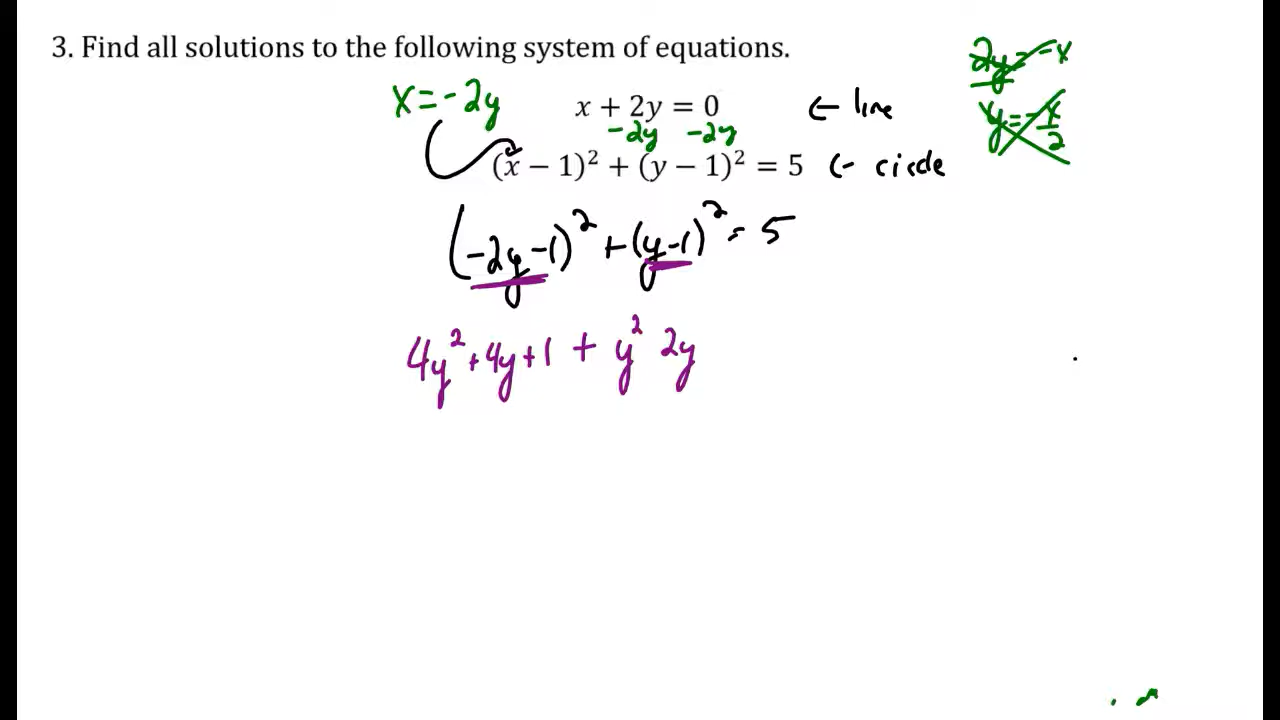 3. Find all solutions to the following system of equations.
2y = -x
x = -2y
x + 2y = 0
← line
y = -x/2
-2y -2y
(x − 1)² + (y − 1)² = 5
← circle
(-2y - 1)² + (y - 1)² = 5
4y² + 4y + 1 + y² 2y